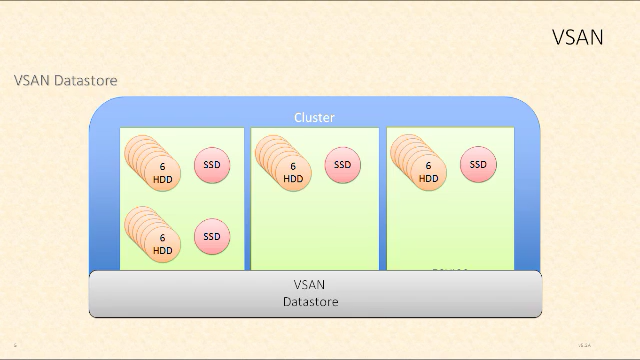 VSAN
VSAN Datastore
Cluster
6
HDD
SSD
6
HDD
SSD
6
HDD
SSD
6
HDD
SSD
VSAN
Datastore